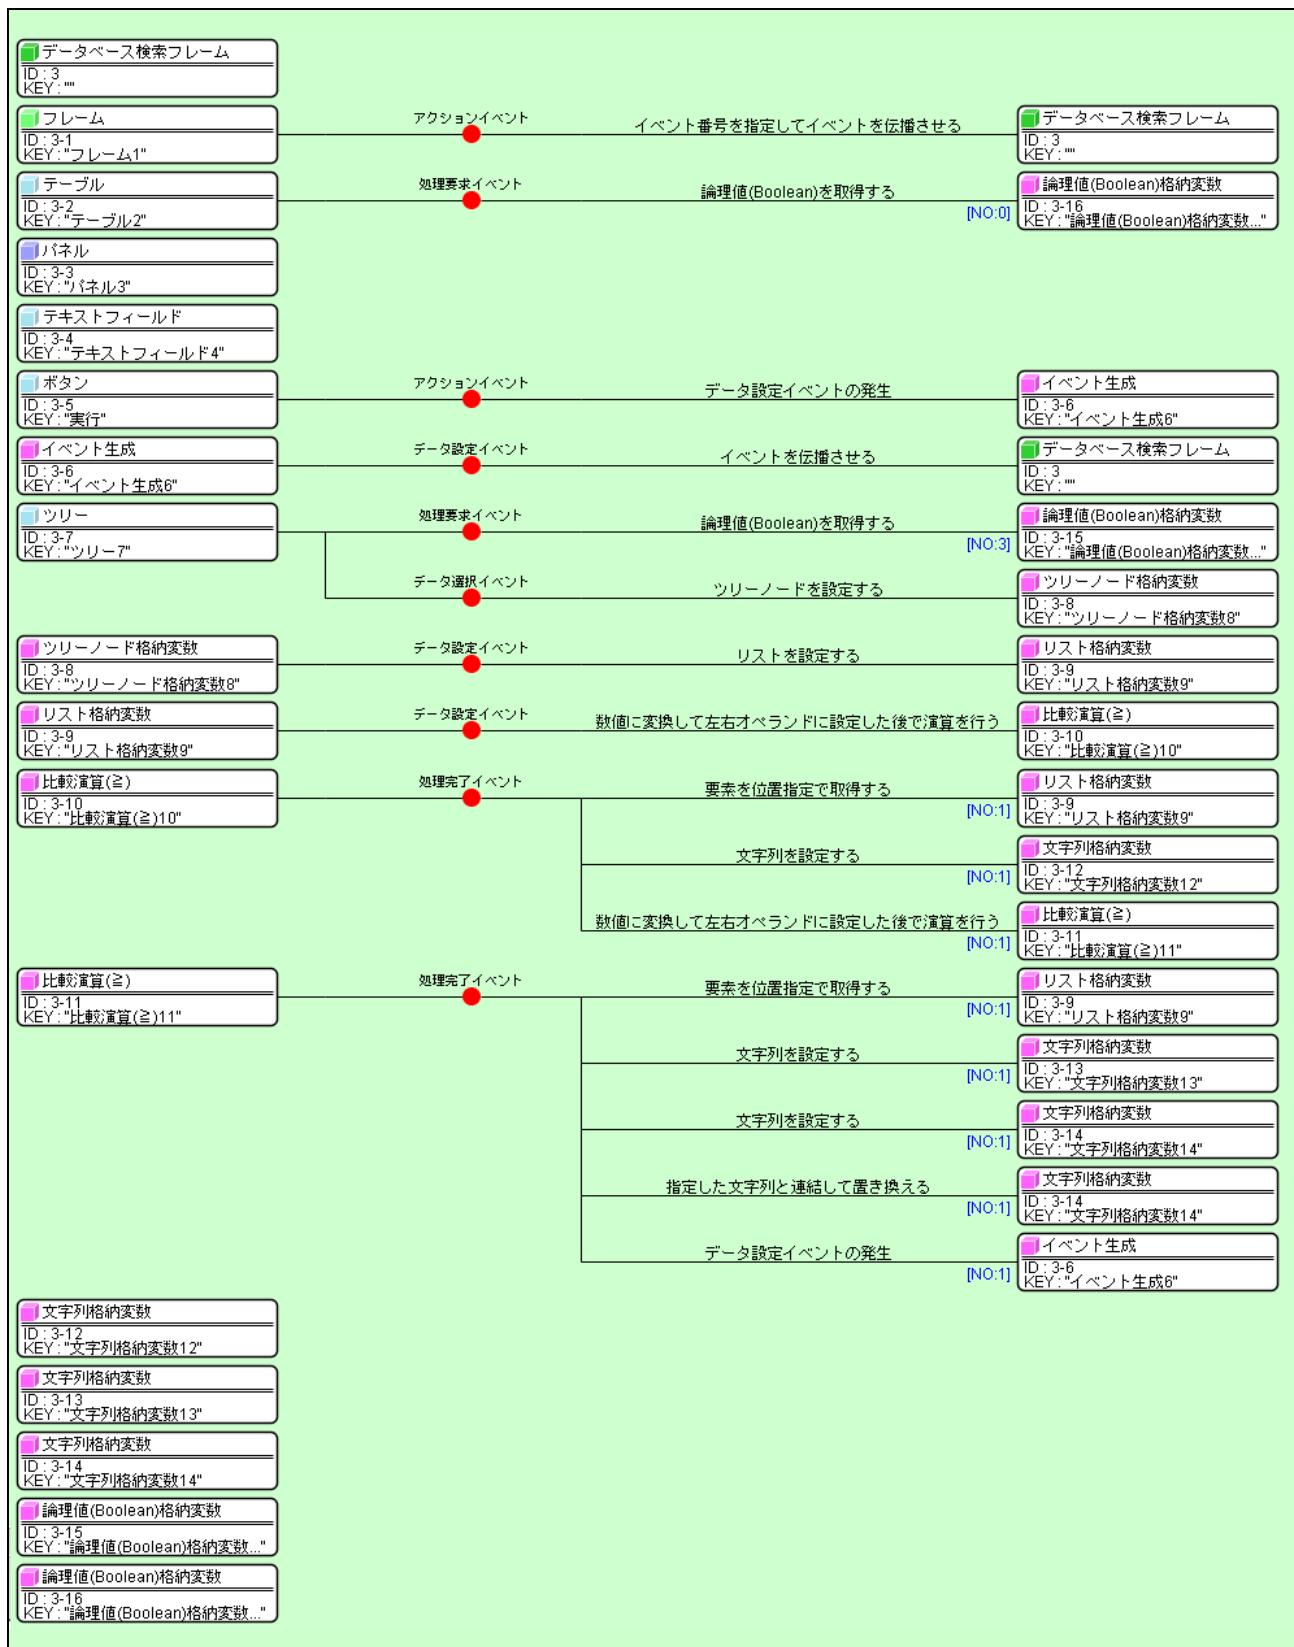 データベース検索フレーム
ID : 3
KEY : ""
フレーム
ID : 3-1
KEY : "フレーム1"
アクションイベント
イベント番号を指定してイベントを伝播させる
データベース検索フレーム
ID : 3
KEY : ""
テーブル
ID : 3-2
KEY : "テーブル2"
処理要求イベント
論理値(Boolean)を取得する
[NO:0]
論理値(Boolean)格納変数
ID : 3-16
KEY : "論理値(Boolean)格納変数..."
パネル
ID : 3-3
KEY : "パネル3"
テキストフィールド
ID : 3-4
KEY : "テキストフィールド4"
ボタン
ID : 3-5
KEY : "実行"
アクションイベント
データ設定イベントの発生
イベント生成
ID : 3-6
KEY : "イベント生成6"
イベント生成
ID : 3-6
KEY : "イベント生成6"
データ設定イベント
イベントを伝播させる
データベース検索フレーム
ID : 3
KEY : ""
ツリー
ID : 3-7
KEY : "ツリー7"
処理要求イベント
論理値(Boolean)を取得する
[NO:3]
論理値(Boolean)格納変数
ID : 3-15
KEY : "論理値(Boolean)格納変数..."
データ選択イベント
ツリーノードを設定する
ツリーノード格納変数
ID : 3-8
KEY : "ツリーノード格納変数8"
ツリーノード格納変数
ID : 3-8
KEY : "ツリーノード格納変数8"
データ設定イベント
リストを設定する
リスト格納変数
ID : 3-9
KEY : "リスト格納変数9"
リスト格納変数
ID : 3-9
KEY : "リスト格納変数9"
データ設定イベント
数値に変換して左右オペランドに設定した後で演算を行う
比較演算(≧)
ID : 3-10
KEY : "比較演算(≧)10"
比較演算(≧)
ID : 3-10
KEY : "比較演算(≧)10"
処理完了イベント
要素を位置指定で取得する
[NO:1]
リスト格納変数
ID : 3-9
KEY : "リスト格納変数9"
文字列を設定する
[NO:1]
文字列格納変数
ID : 3-12
KEY : "文字列格納変数12"
数値に変換して左右オペランドに設定した後で演算を行う
[NO:1]
比較演算(≧)
ID : 3-11
KEY : "比較演算(≧)11"
比較演算(≧)
ID : 3-11
KEY : "比較演算(≧)11"
処理完了イベント
要素を位置指定で取得する
[NO:1]
リスト格納変数
ID : 3-9
KEY : "リスト格納変数9"
文字列を設定する
[NO:1]
文字列格納変数
ID : 3-13
KEY : "文字列格納変数13"
文字列を設定する
[NO:1]
文字列格納変数
ID : 3-14
KEY : "文字列格納変数14"
指定した文字列と連結して置き換える
[NO:1]
文字列格納変数
ID : 3-14
KEY : "文字列格納変数14"
データ設定イベントの発生
[NO:1]
イベント生成
ID : 3-6
KEY : "イベント生成6"
文字列格納変数
ID : 3-12
KEY : "文字列格納変数12"
文字列格納変数
ID : 3-13
KEY : "文字列格納変数13"
文字列格納変数
ID : 3-14
KEY : "文字列格納変数14"
論理値(Boolean)格納変数
ID : 3-15
KEY : "論理値(Boolean)格納変数..."
論理値(Boolean)格納変数
ID : 3-16
KEY : "論理値(Boolean)格納変数..."